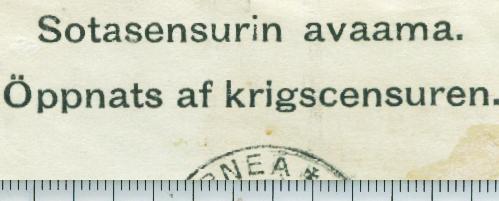 Sotasensurin avaama.
Öppnats af krigscensuren.